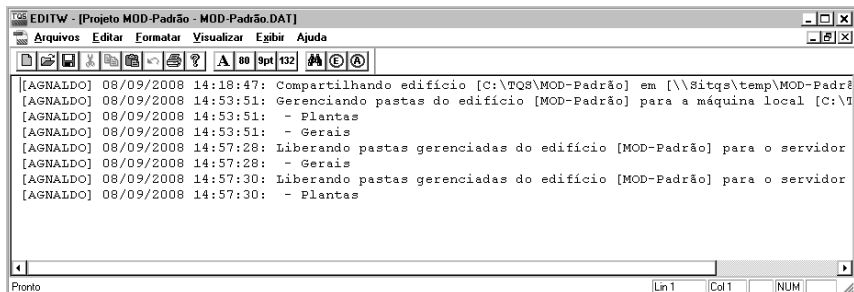 TQS EDITW - [Projeto MOD-Padrão - MOD-Padrão.DAT]
Arquivos Editar Formatar Visualizar Exibir Ajuda
A 80 9pt 132 E A
[AGNALDO] 08/09/2008 14:18:47: Compartilhando edifício [C:\TQS\MOD-Padrão] em [\\Sitqs\temp\MOD-Padrã
[AGNALDO] 08/09/2008 14:53:51: Gerenciando pastas do edifício [MOD-Padrão] para a máquina local [C:\T
[AGNALDO] 08/09/2008 14:53:51: - Plantas
[AGNALDO] 08/09/2008 14:53:51: - Gerais
[AGNALDO] 08/09/2008 14:57:28: Liberando pastas gerenciadas do edifício [MOD-Padrão] para o servidor
[AGNALDO] 08/09/2008 14:57:28: - Gerais
[AGNALDO] 08/09/2008 14:57:30: Liberando pastas gerenciadas do edifício [MOD-Padrão] para o servidor
[AGNALDO] 08/09/2008 14:57:30: - Plantas
Pronto Lin 1 Col 1 NUM